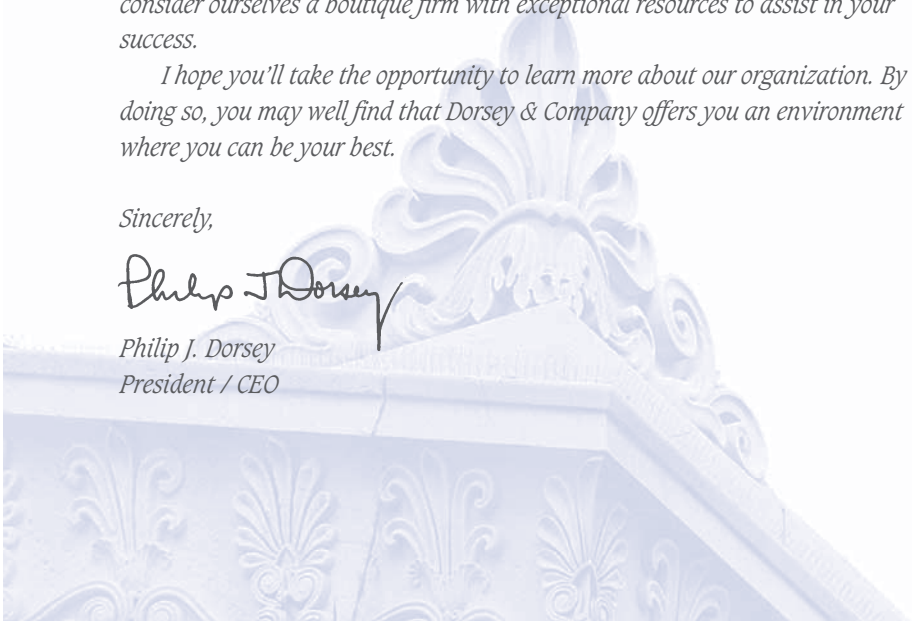 consider ourselves a boutique firm with exceptional resources to assist in your
success.
I hope you'll take the opportunity to learn more about our organization. By
doing so, you may well find that Dorsey & Company offers you an environment
where you can be your best.
Sincerely,
Philip J Dorsey
Philip J. Dorsey
President / CEO